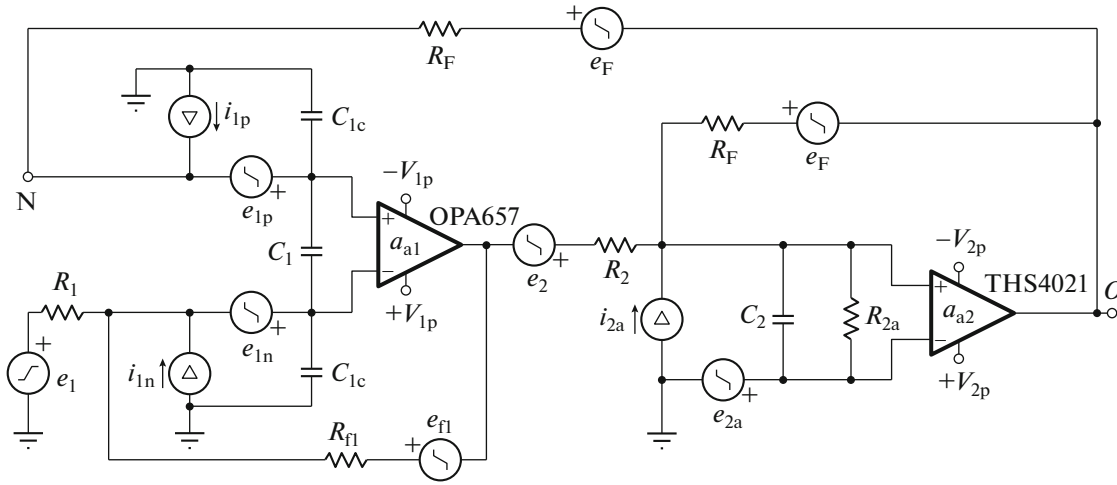 R_F
+
e_F
i_1p
C_1c
+
R_F
e_F
N
e_1p
+
−V_1p
OPA657
+
a_a1
−
+V_1p
C_1
e_2
+
R_2
−V_2p
THS4021
O
+
a_a2
−
+V_2p
R_1
+
e_1
e_1n
+
i_1n
C_1c
i_2a
C_2
R_2a
e_2a
+
R_f1
+
e_f1